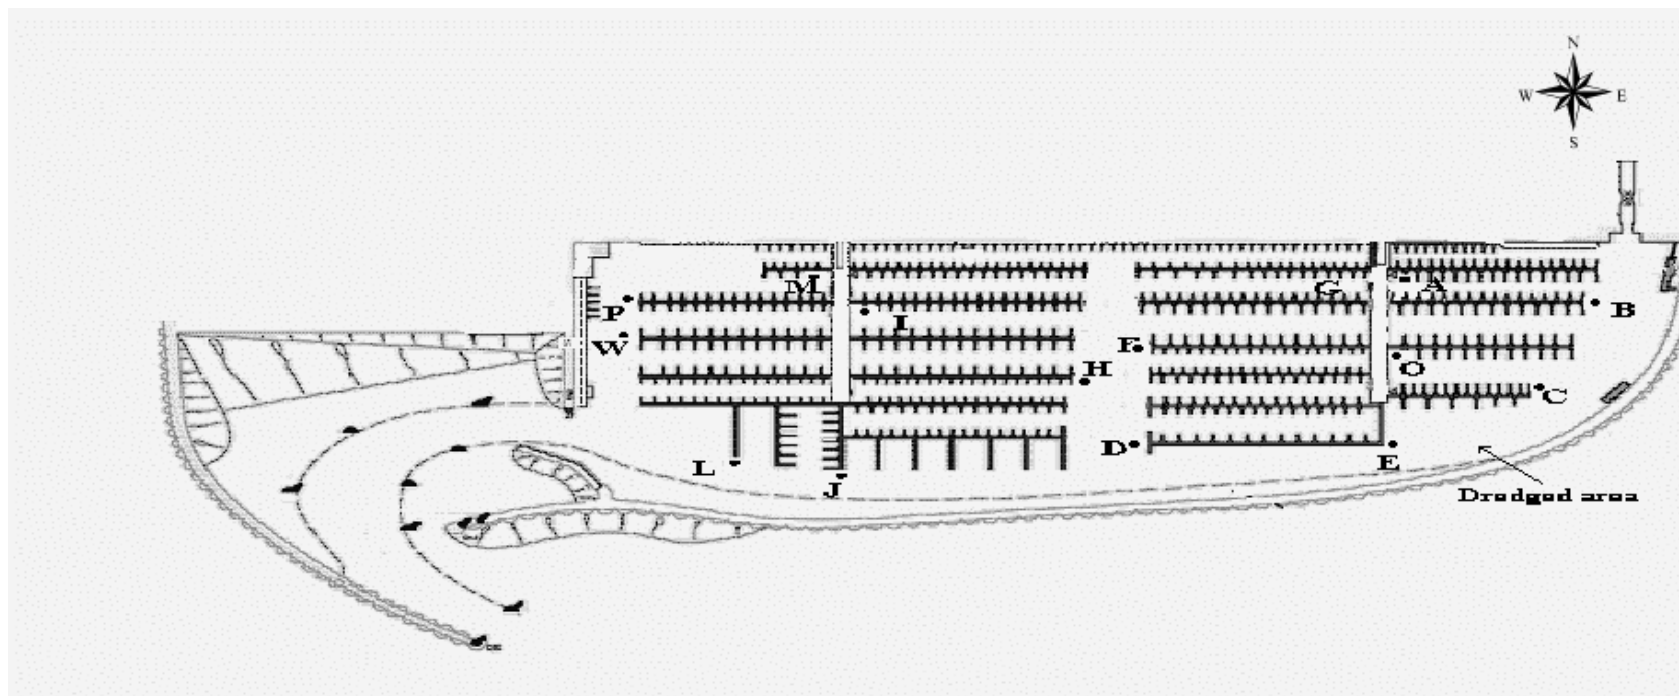 N
W E
S
M G A
P I B
W F
H O
C
L D E
J
Dredged area